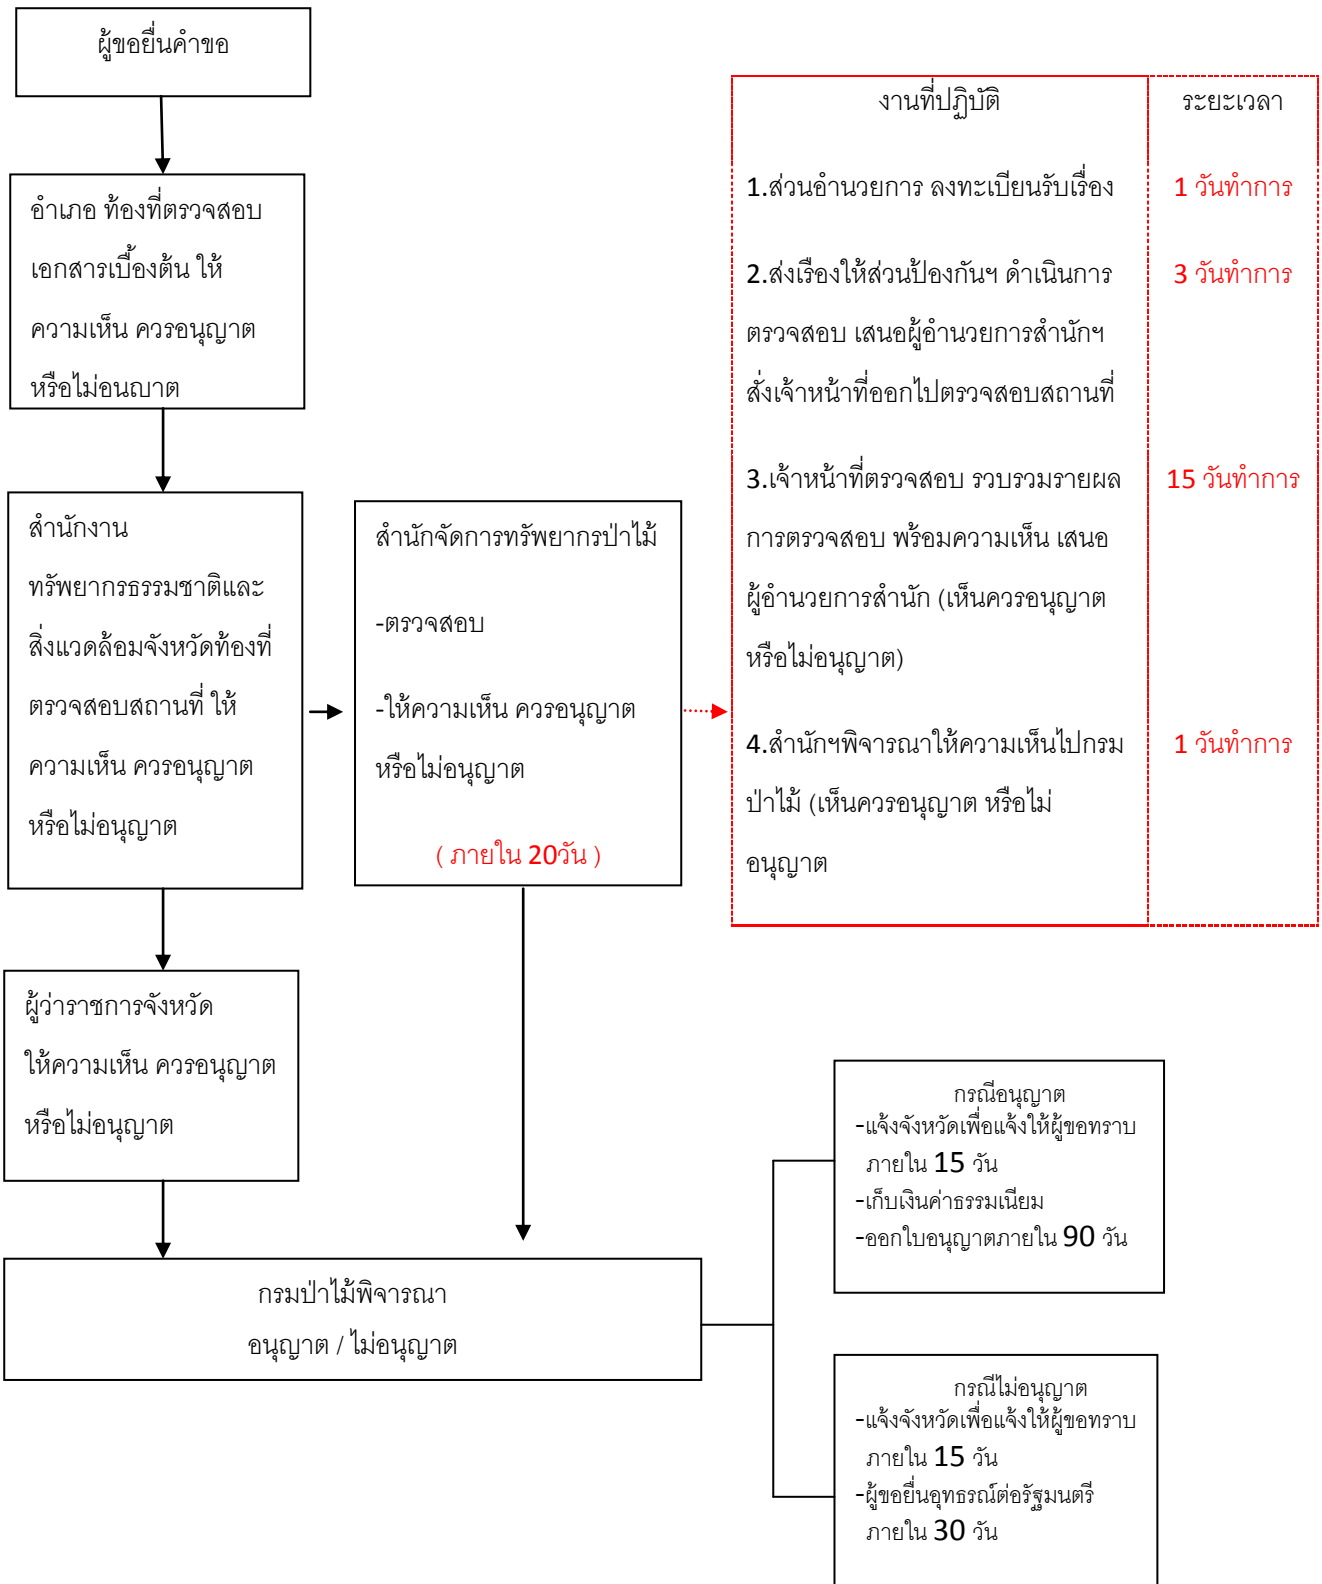 ผู้ขอยื่นคำขอ
อำเภอ ท้องที่ตรวจสอบ
เอกสารเบื้องต้น ให้
ความเห็น ควรอนุญาต
หรือไม่อนญาต
สำนักงาน
ทรัพยากรธรรมชาติและ
สิ่งแวดล้อมจังหวัดท้องที่
ตรวจสอบสถานที่ ให้
ความเห็น ควรอนุญาต
หรือไม่อนุญาต
สำนักจัดการทรัพยากรป่าไม้
-ตรวจสอบ
-ให้ความเห็น ควรอนุญาต
หรือไม่อนุญาต
( ภายใน 20วัน )
งานที่ปฏิบัติ ระยะเวลา
1.ส่วนอำนวยการ ลงทะเบียนรับเรื่อง 1 วันทำการ
2.ส่งเรื่องให้ส่วนป้องกันฯ ดำเนินการ 3 วันทำการ
ตรวจสอบ เสนอผู้อำนวยการสำนักฯ
สั่งเจ้าหน้าที่ออกไปตรวจสอบสถานที่
3.เจ้าหน้าที่ตรวจสอบ รวบรวมรายผล 15 วันทำการ
การตรวจสอบ พร้อมความเห็น เสนอ
ผู้อำนวยการสำนัก (เห็นควรอนุญาต
หรือไม่อนุญาต)
4.สำนักฯพิจารณาให้ความเห็นไปกรม 1 วันทำการ
ป่าไม้ (เห็นควรอนุญาต หรือไม่
อนุญาต
ผู้ว่าราชการจังหวัด
ให้ความเห็น ควรอนุญาต
หรือไม่อนุญาต
กรมป่าไม้พิจารณา
อนุญาต / ไม่อนุญาต
กรณีอนุญาต
-แจ้งจังหวัดเพื่อแจ้งให้ผู้ขอทราบ
ภายใน 15 วัน
-เก็บเงินค่าธรรมเนียม
-ออกใบอนุญาตภายใน 90 วัน
กรณีไม่อนุญาต
-แจ้งจังหวัดเพื่อแจ้งให้ผู้ขอทราบ
ภายใน 15 วัน
-ผู้ขอยื่นอุทธรณ์ต่อรัฐมนตรี
ภายใน 30 วัน